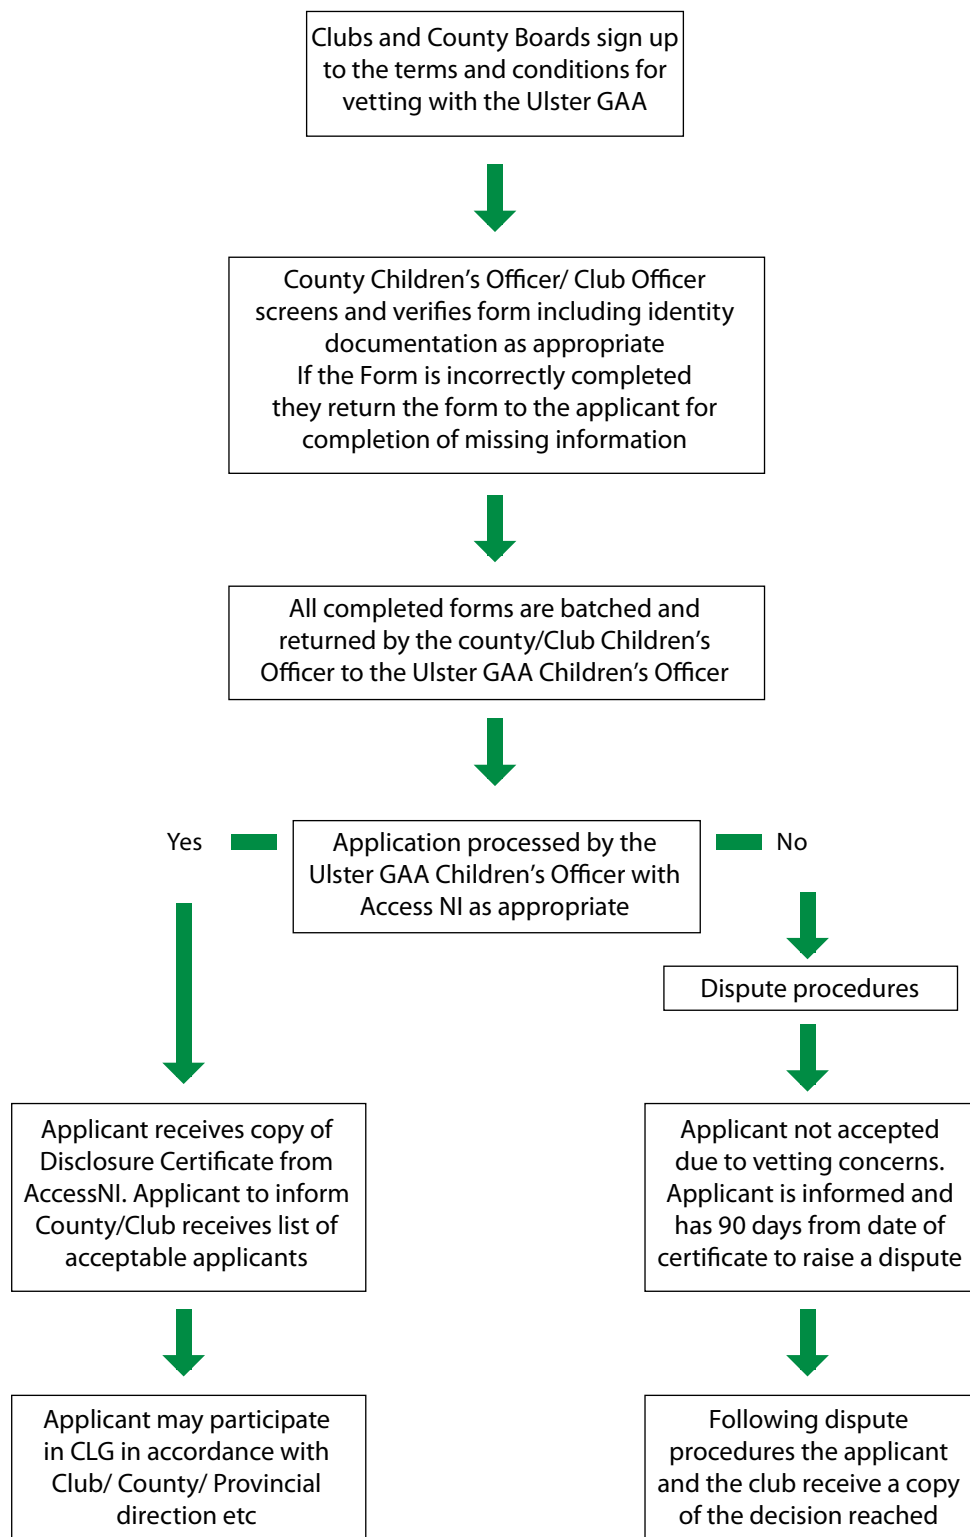 Clubs and County Boards sign up
to the terms and conditions for
vetting with the Ulster GAA
County Children’s Officer/ Club Officer
screens and verifies form including identity
documentation as appropriate
If the Form is incorrectly completed
they return the form to the applicant for
completion of missing information
All completed forms are batched and
returned by the county/Club Children’s
Officer to the Ulster GAA Children’s Officer
Yes
Application processed by the
Ulster GAA Children’s Officer with
Access NI as appropriate
No
Dispute procedures
Applicant receives copy of
Disclosure Certificate from
AccessNI. Applicant to inform
County/Club receives list of
acceptable applicants
Applicant not accepted
due to vetting concerns.
Applicant is informed and
has 90 days from date of
certificate to raise a dispute
Applicant may participate
in CLG in accordance with
Club/ County/ Provincial
direction etc
Following dispute
procedures the applicant
and the club receive a copy
of the decision reached